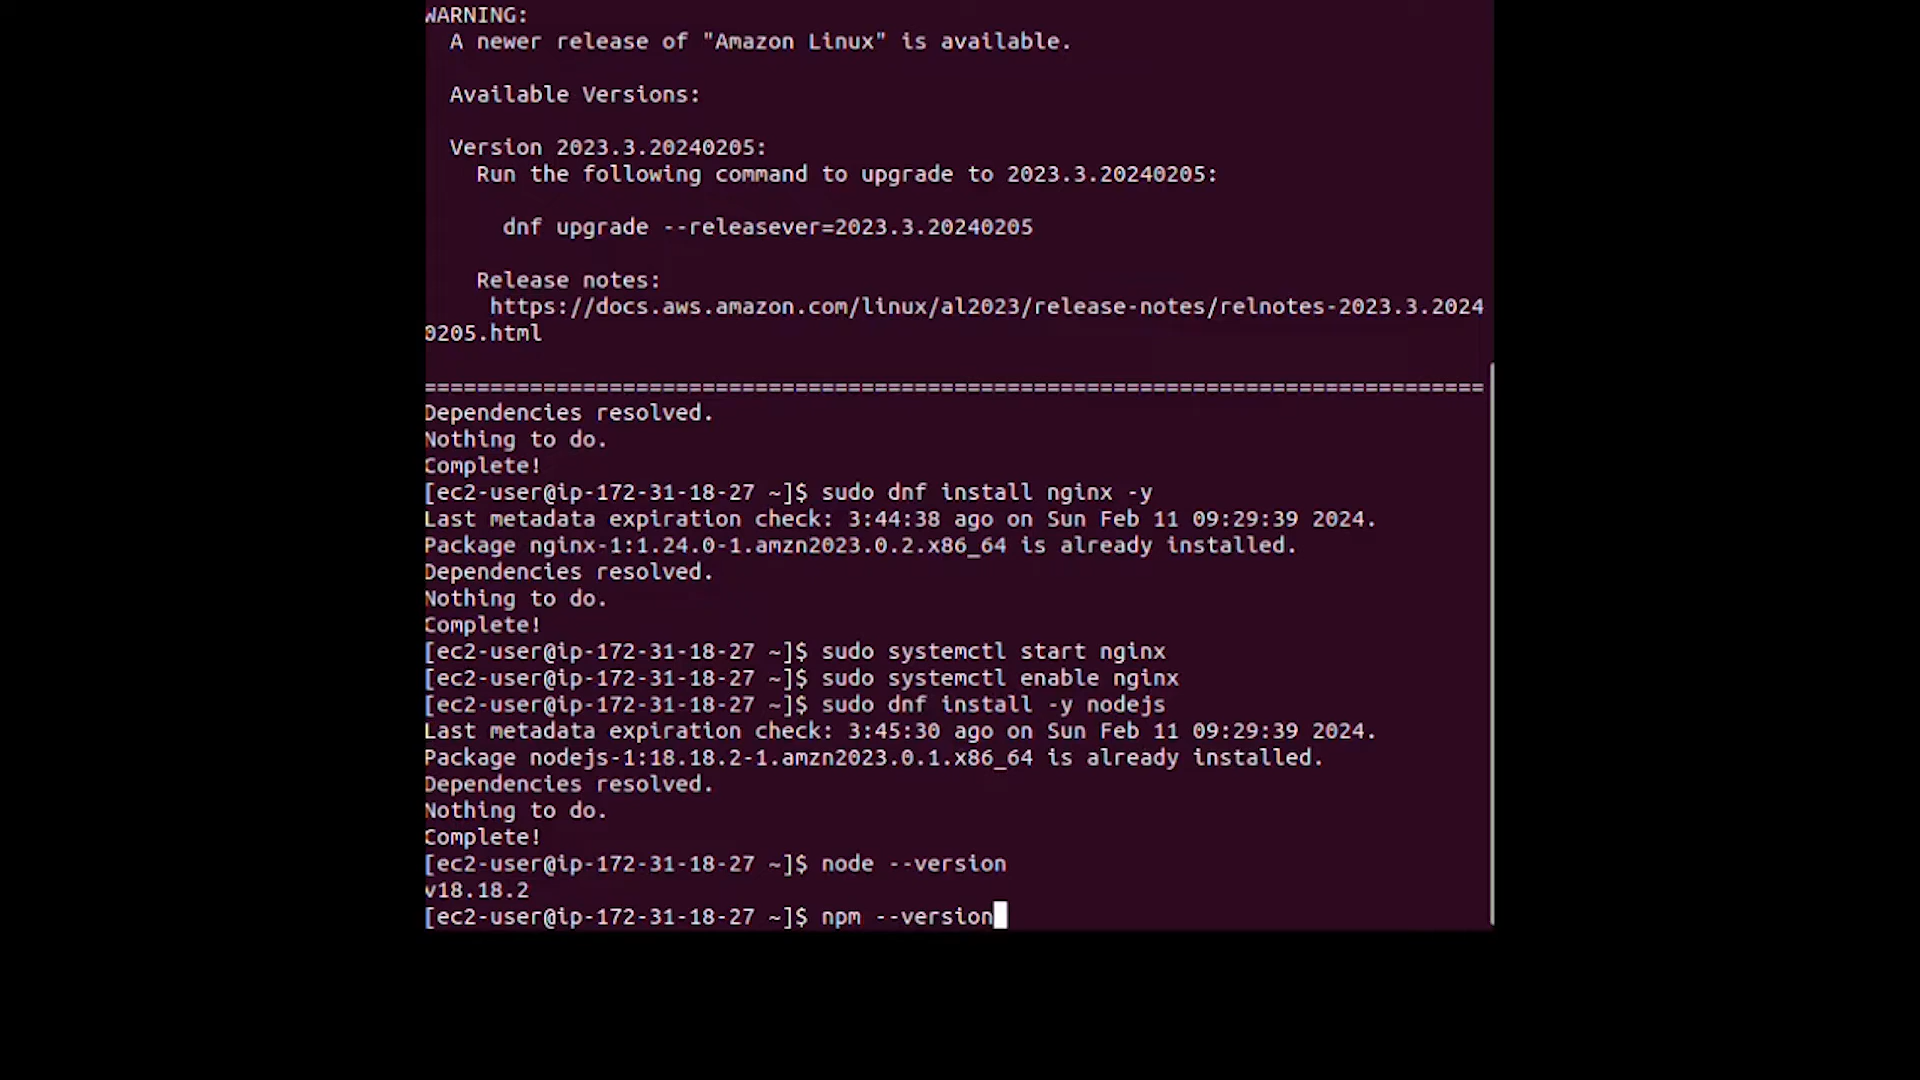 WARNING:
A newer release of "Amazon Linux" is available.
Available Versions:
Version 2023.3.20240205:
Run the following command to upgrade to 2023.3.20240205:
dnf upgrade --releasever=2023.3.20240205
Release notes:
https://docs.aws.amazon.com/linux/al2023/release-notes/relnotes-2023.3.2024
0205.html
================================================================================
Dependencies resolved.
Nothing to do.
Complete!
[ec2-user@ip-172-31-18-27 ~]$ sudo dnf install nginx -y
Last metadata expiration check: 3:44:38 ago on Sun Feb 11 09:29:39 2024.
Package nginx-1:1.24.0-1.amzn2023.0.2.x86_64 is already installed.
Dependencies resolved.
Nothing to do.
Complete!
[ec2-user@ip-172-31-18-27 ~]$ sudo systemctl start nginx
[ec2-user@ip-172-31-18-27 ~]$ sudo systemctl enable nginx
[ec2-user@ip-172-31-18-27 ~]$ sudo dnf install -y nodejs
Last metadata expiration check: 3:45:30 ago on Sun Feb 11 09:29:39 2024.
Package nodejs-1:18.18.2-1.amzn2023.0.1.x86_64 is already installed.
Dependencies resolved.
Nothing to do.
Complete!
[ec2-user@ip-172-31-18-27 ~]$ node --version
v18.18.2
[ec2-user@ip-172-31-18-27 ~]$ npm --version